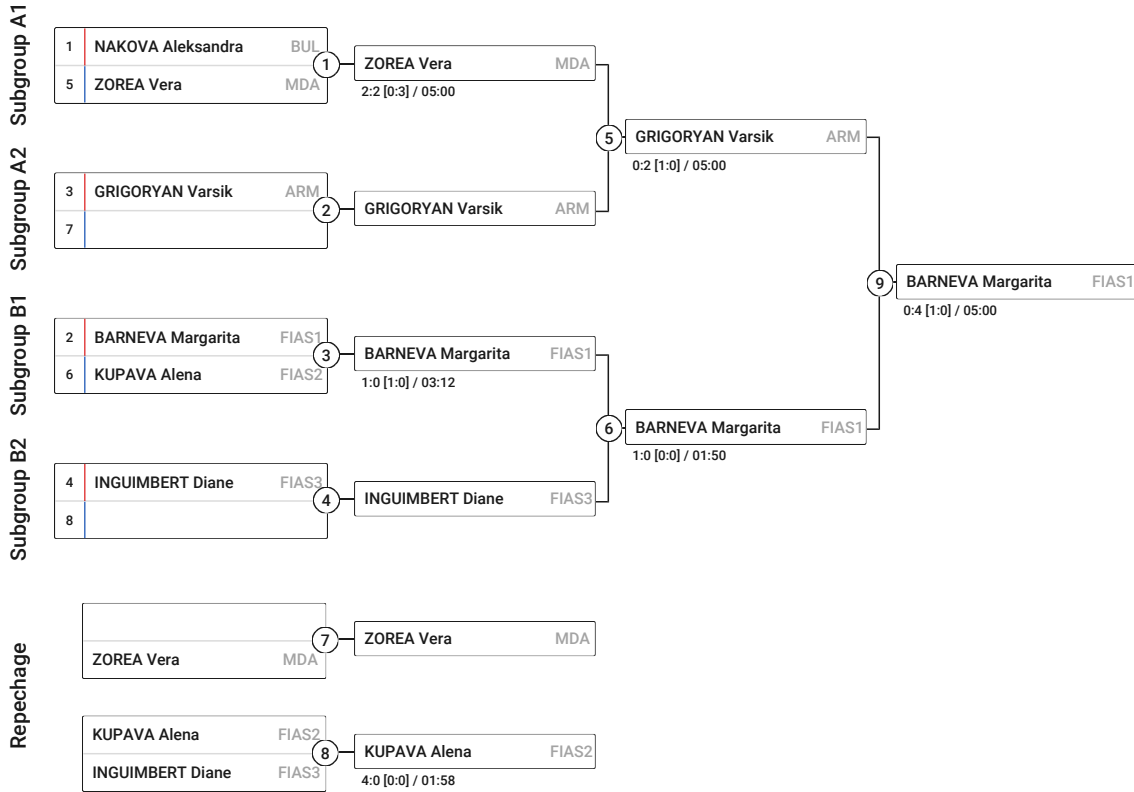 Subgroup A1
1 NAKOVA Aleksandra BUL
5 ZOREA Vera MDA
1
ZOREA Vera MDA
2:2 [0:3] / 05:00
Subgroup A2
3 GRIGORYAN Varsik ARM
7
2
GRIGORYAN Varsik ARM
5
GRIGORYAN Varsik ARM
0:2 [1:0] / 05:00
Subgroup B1
2 BARNEVA Margarita FIAS1
6 KUPAVA Alena FIAS2
3
BARNEVA Margarita FIAS1
1:0 [1:0] / 03:12
Subgroup B2
4 INGUIMBERT Diane FIAS3
8
4
INGUIMBERT Diane FIAS3
6
BARNEVA Margarita FIAS1
1:0 [0:0] / 01:50
9
BARNEVA Margarita FIAS1
0:4 [1:0] / 05:00
Repechage
ZOREA Vera MDA
7
ZOREA Vera MDA
KUPAVA Alena FIAS2
INGUIMBERT Diane FIAS3
8
KUPAVA Alena FIAS2
4:0 [0:0] / 01:58